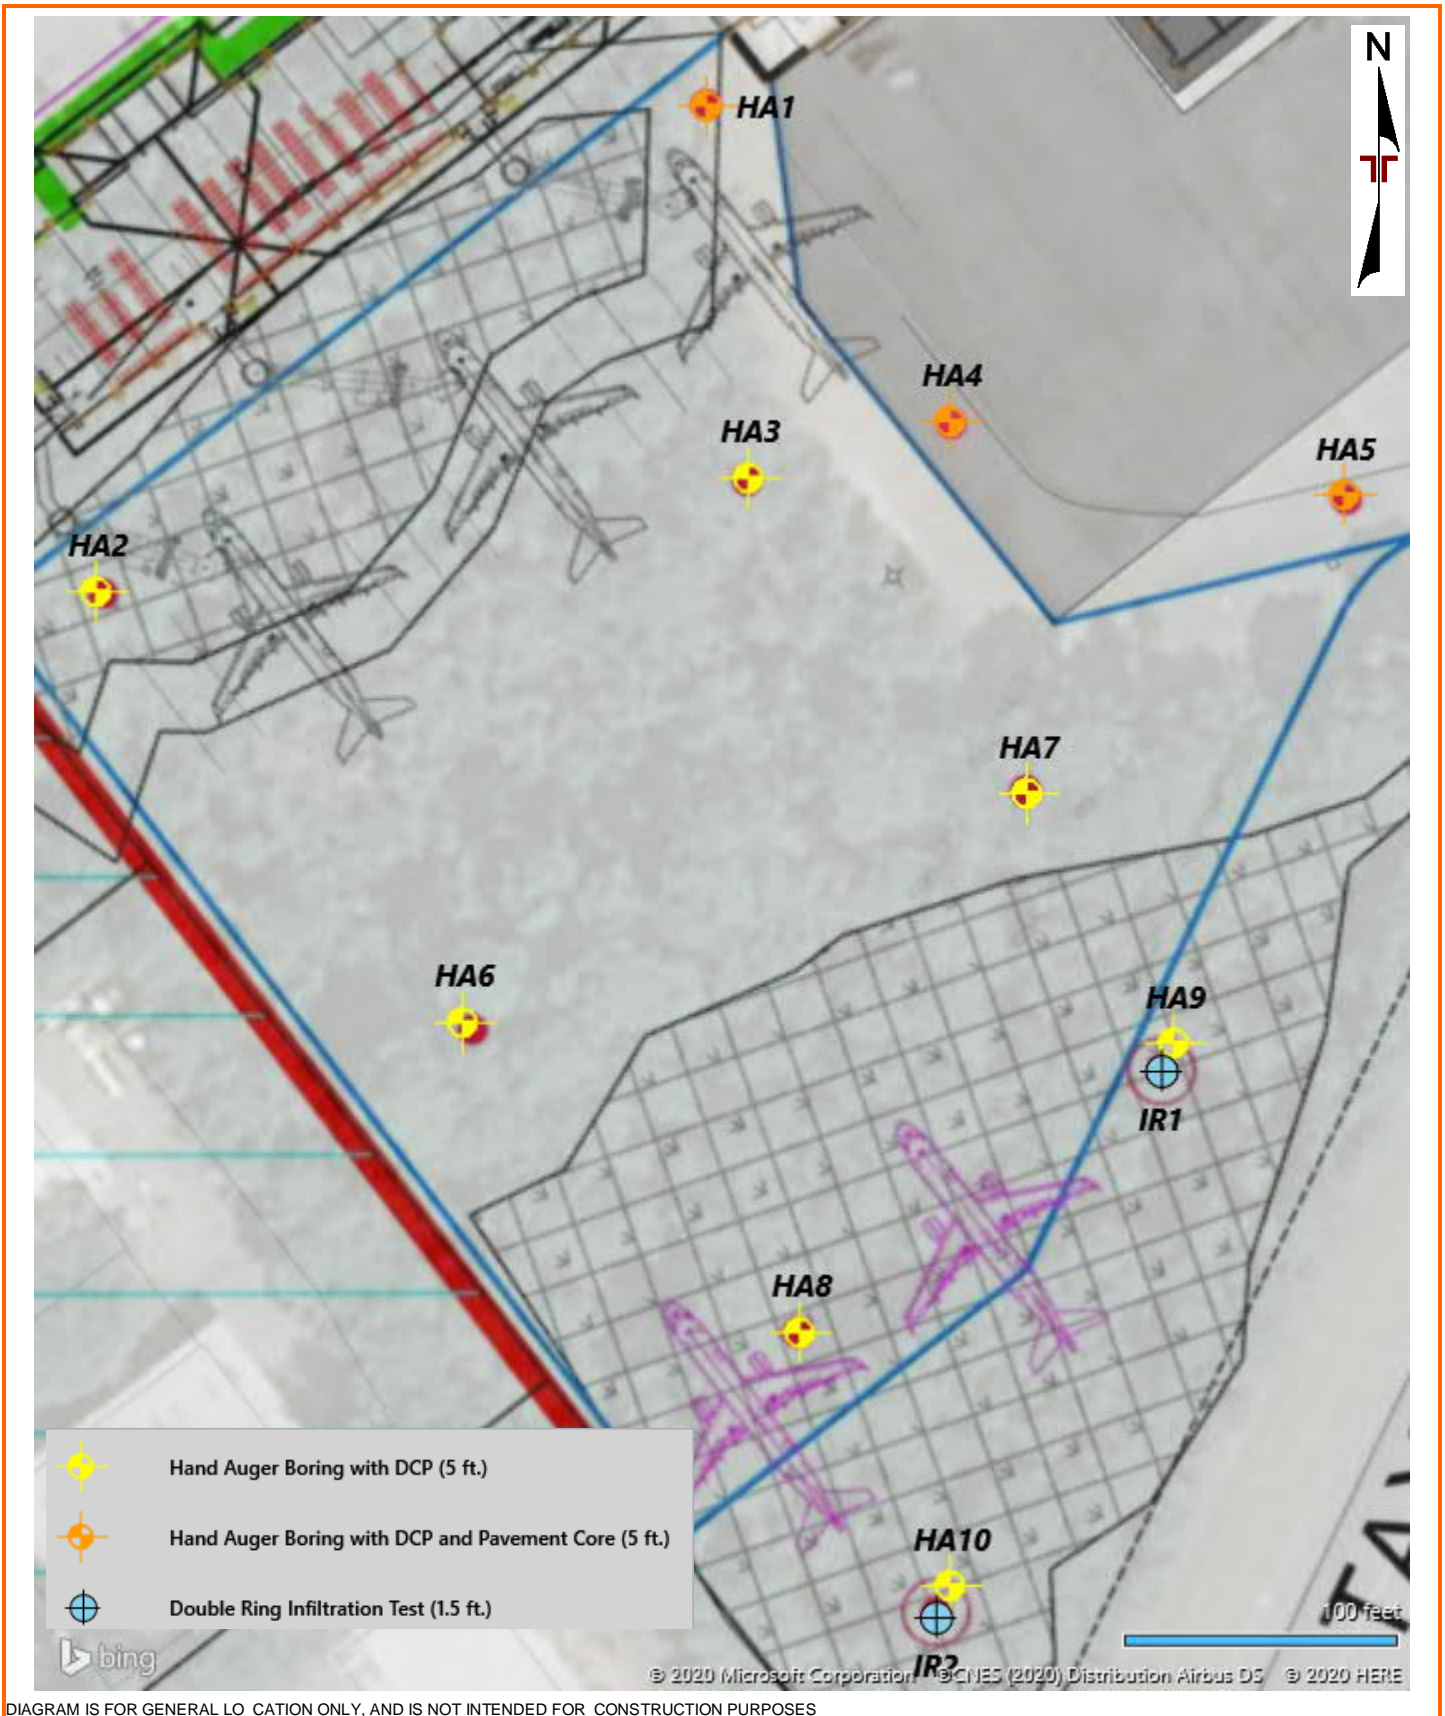 N
HA1
HA4
HA3
HA5
HA2
HA7
HA6
HA9
IR1
HA8
Hand Auger Boring with DCP (5 ft.)
Hand Auger Boring with DCP and Pavement Core (5 ft.)
Double Ring Infiltration Test (1.5 ft.)
HA10
IR2
100 feet
bing
© 2020 Microsoft Corporation ©CNES (2020) Distribution Airbus DS © 2020 HERE
DIAGRAM IS FOR GENERAL LO CATION ONLY, AND IS NOT INTENDED FOR CONSTRUCTION PURPOSES